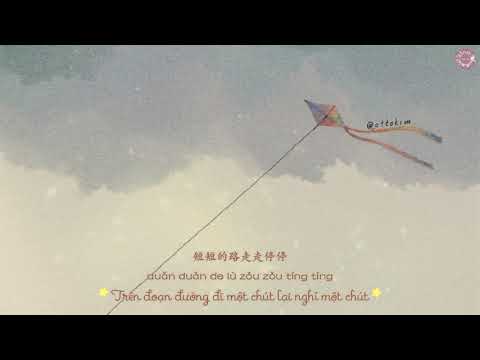 @ottokim
短短的路走走停停
duǎn duǎn de lù zǒu zǒu tíng tíng
Trên đoạn đường đi một chút lại nghỉ một chút